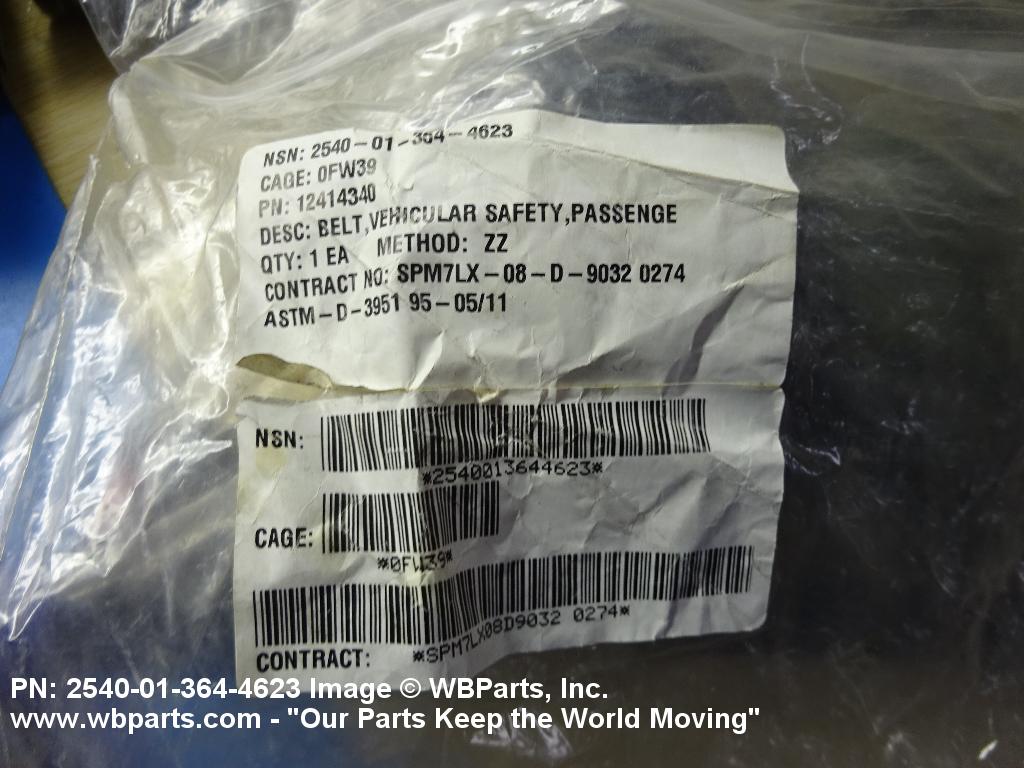 NSN: 2540-01-364-4623
CAGE: 0FW39
PN: 12414340
DESC: BELT,VEHICULAR SAFETY,PASSENGE
QTY: 1 EA METHOD: ZZ
CONTRACT NO: SPM7LX-08-D-9032 0274
ASTM-D-3951 95-05/11
NSN:
*2540013644623*
CAGE:
*0FW39*
CONTRACT: *SPM7LX08D9032 0274*
PN: 2540-01-364-4623 Image © WBParts, Inc.
www.wbparts.com - "Our Parts Keep the World Moving"